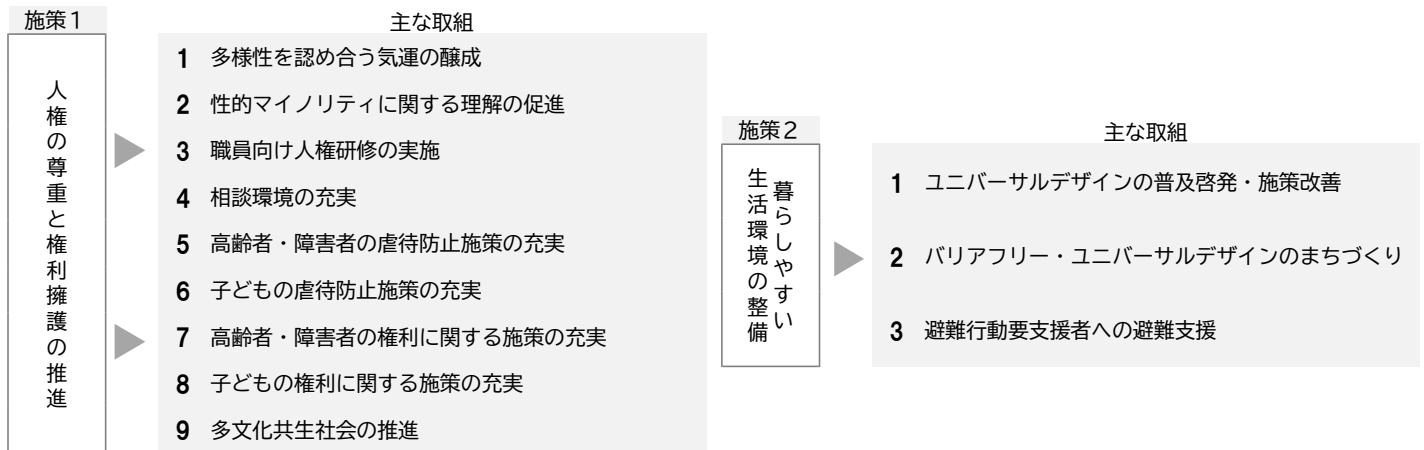 施策1
主な取組
人権の尊重と権利擁護の推進
1 多様性を認め合う気運の醸成
2 性的マイノリティに関する理解の促進
3 職員向け人権研修の実施
4 相談環境の充実
5 高齢者・障害者の虐待防止施策の充実
6 子どもの虐待防止施策の充実
7 高齢者・障害者の権利に関する施策の充実
8 子どもの権利に関する施策の充実
9 多文化共生社会の推進
施策2
主な取組
暮らしやすい
生活環境の整備
1 ユニバーサルデザインの普及啓発・施策改善
2 バリアフリー・ユニバーサルデザインのまちづくり
3 避難行動要支援者への避難支援